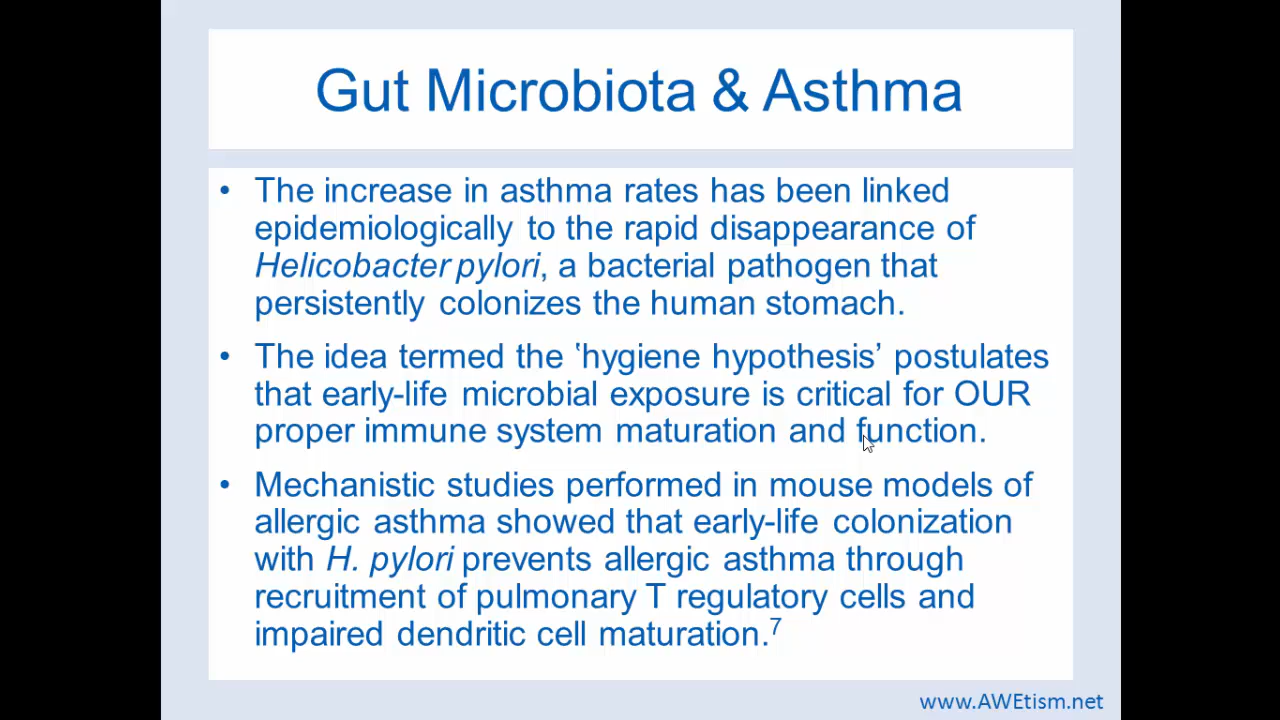 Gut Microbiota & Asthma
• The increase in asthma rates has been linked
epidemiologically to the rapid disappearance of
Helicobacter pylori, a bacterial pathogen that
persistently colonizes the human stomach.
• The idea termed the ‛hygiene hypothesis’ postulates
that early-life microbial exposure is critical for OUR
proper immune system maturation and function.
• Mechanistic studies performed in mouse models of
allergic asthma showed that early-life colonization
with H. pylori prevents allergic asthma through
recruitment of pulmonary T regulatory cells and
impaired dendritic cell maturation.⁷
www.AWEtism.net